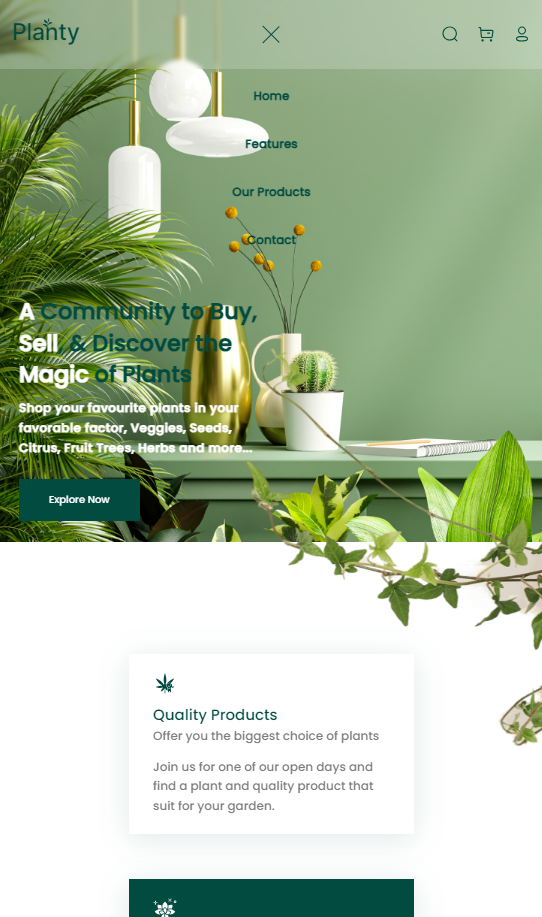 Planty
Home
Features
Our Products
Contact
A Community to Buy,
Sell & Discover the
Magic of Plants
Shop your favourite plants in your
favorable factor, Veggies, Seeds,
Citrus, Fruit Trees, Herbs and more...
Explore Now
Quality Products
Offer you the biggest choice of plants
Join us for one of our open days and
find a plant and quality product that
suit for your garden.